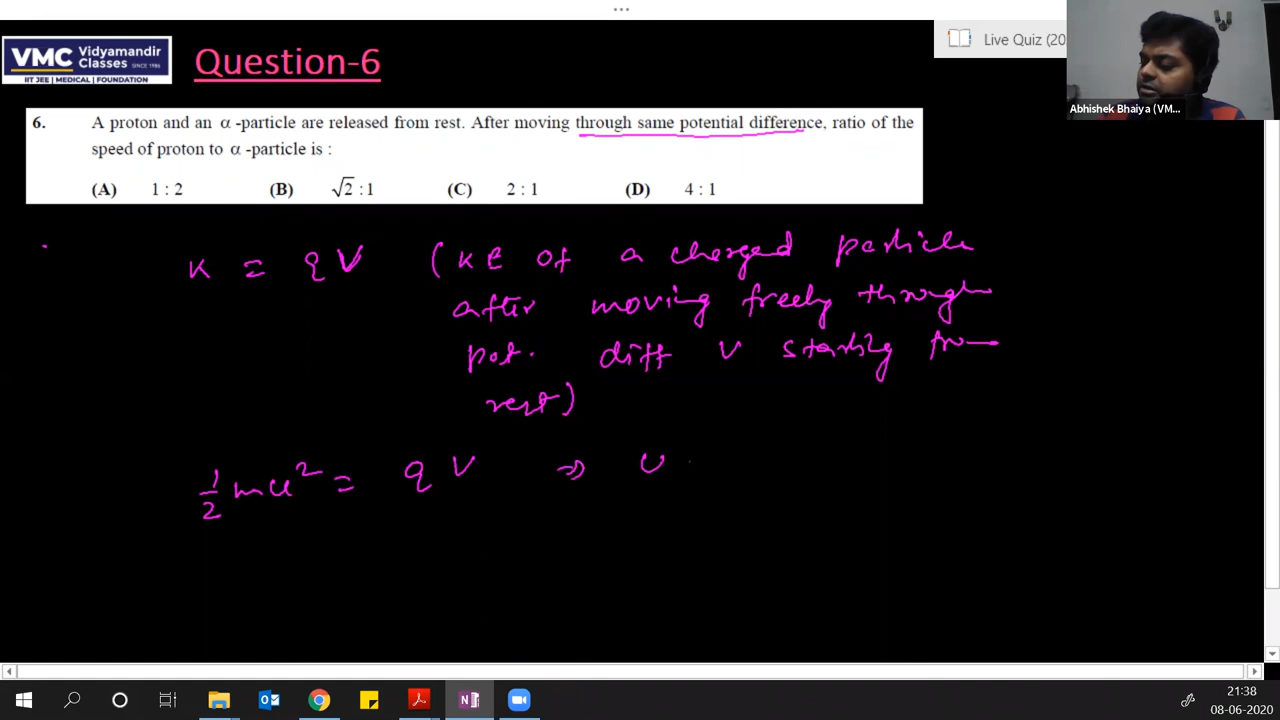 ...
Live Quiz (20
VMC Vidyamandir Classes SINCE 1986
IIT JEE | MEDICAL | FOUNDATION
Question-6
Abhishek Bhaiya (VM...
6. A proton and an α -particle are released from rest. After moving through same potential difference, ratio of the
speed of proton to α -particle is :
(A) 1 : 2 (B) √2 : 1 (C) 2 : 1 (D) 4 : 1
K = qV (KE of a charged particle
after moving freely through
pot. diff V starting from
rest)
1/2 mu² = qV ⇒ u
21:38
08-06-2020